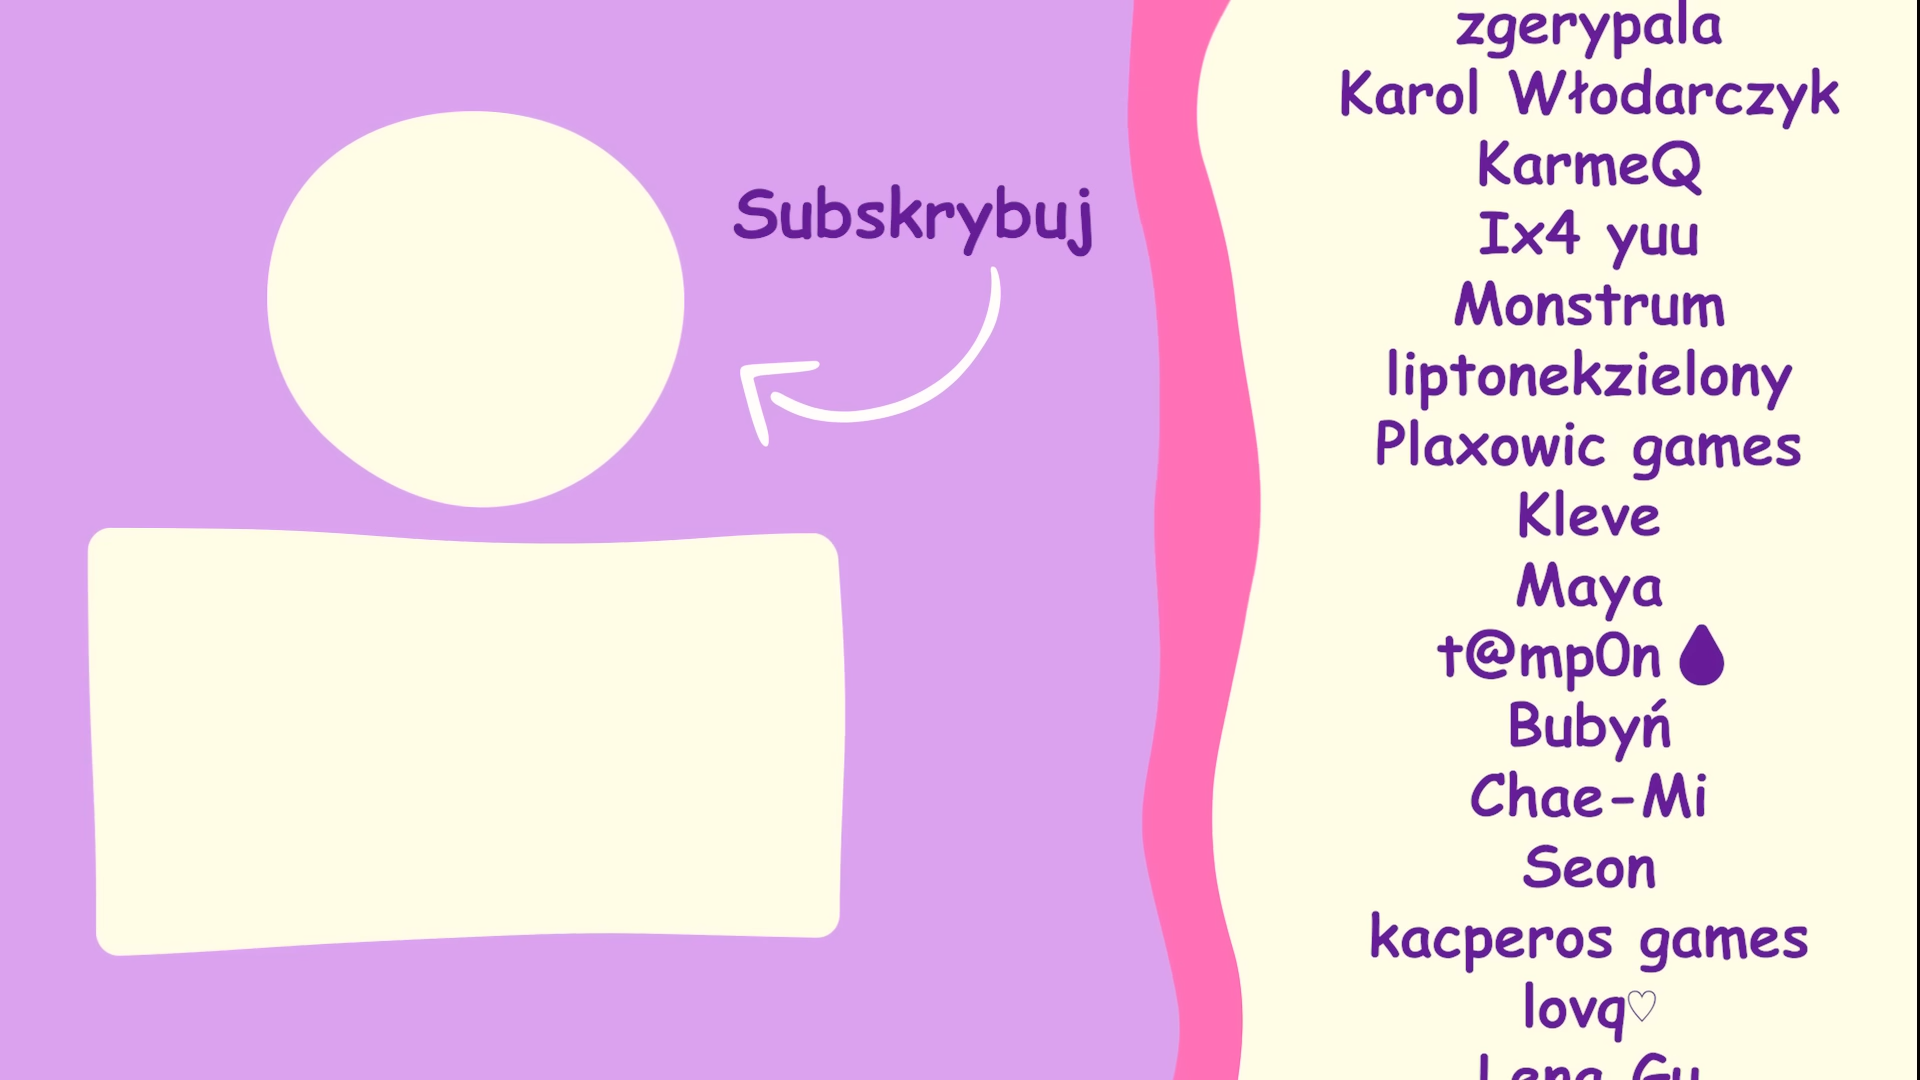 Subskrybuj
zgerypala
Karol Włodarczyk
KarmeQ
Ix4 yuu
Monstrum
liptonekzielony
Plaxowic games
Kleve
Maya
t@mp0n 💧
Bubyń
Chae-Mi
Seon
kacperos games
lovq♡